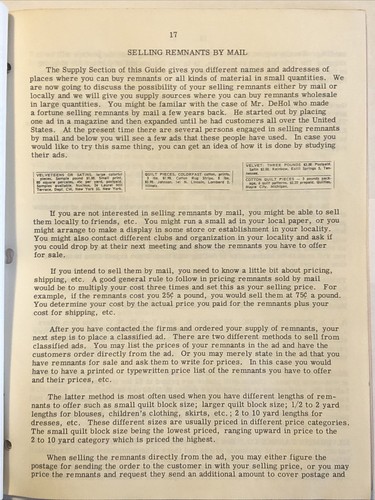 17
SELLING REMNANTS BY MAIL
The Supply Section of this Guide gives you different names and addresses of
places where you can buy remnants or all kinds of material in small quantities. We
are now going to discuss the possibility of your selling remnants either by mail or
locally and we will give you supply sources where you can buy remnants wholesale
in large quantities. You might be familar with the case of Mr. DeHol who made
a fortune selling remnants by mail a few years back. He started out by placing
one ad in a magazine and then expanded until he had customers all over the United
States. At the present time there are several persons engaged in selling remnants
by mail and below you will see a few ads that these people have used. In case you
would like to try this same idea, you can get an idea of how it is done by studying
their ads.
VELVETEENS OR SATINS, large colorful
QUILT PIECES, COLORFAST cotton prints,
VELVET, THREE POUNDS
COTTON QUILT PIECES
If you are not interested in selling remnants by mail, you might be able to sell
them locally to friends, etc. You might run a small ad in your local paper, or you
might arrange to make a display in some store or establishment in your locality.
You might also contact different clubs and organization in your locality and ask if
you could drop by at their next meeting and show the remnants you have to offer
for sale.
If you intend to sell them by mail, you need to know a little bit about pricing,
shipping, etc. A good general rule to follow in pricing remnants sold by mail
would be to multiply your cost three times and set this as your selling price. For
example, if the remnants cost you 25¢ a pound, you would sell them at 75¢ a pound.
You determine your cost by the actual price you paid for the remnants plus your
cost for shipping, etc.
After you have contacted the firms and ordered supply of remnants, your
next step is to place a classified ad. There are two different methods to sell from
classified ads. You may list the prices of your remnants in the ad and have the
customers order directly from the ad. Or you may merely state in the ad that you
have remnants for sale and ask them to write for prices. In this case you would
have to have a printed or typewritten price list of the remnants you have to offer
and their prices, etc.
The latter method is most often used when you have different lengths of rem-
nants to offer such as small quilt block size; larger quilt block size; 1/2 to 2 yard
lengths for blouses, children's clothing, skirts, etc.; 2 to 10 yard lengths for
dresses, etc. These different sizes are usually priced in different price categories.
The small quilt block size being the lowest priced, ranging upward in price to the
2 to 10 yard category which is priced the highest.
When selling the remnants directly from the ad, you may either figure the
postage for sending the order to the customer in with your selling price, or you may
price the remnants and request they send an additional amount to cover postage and